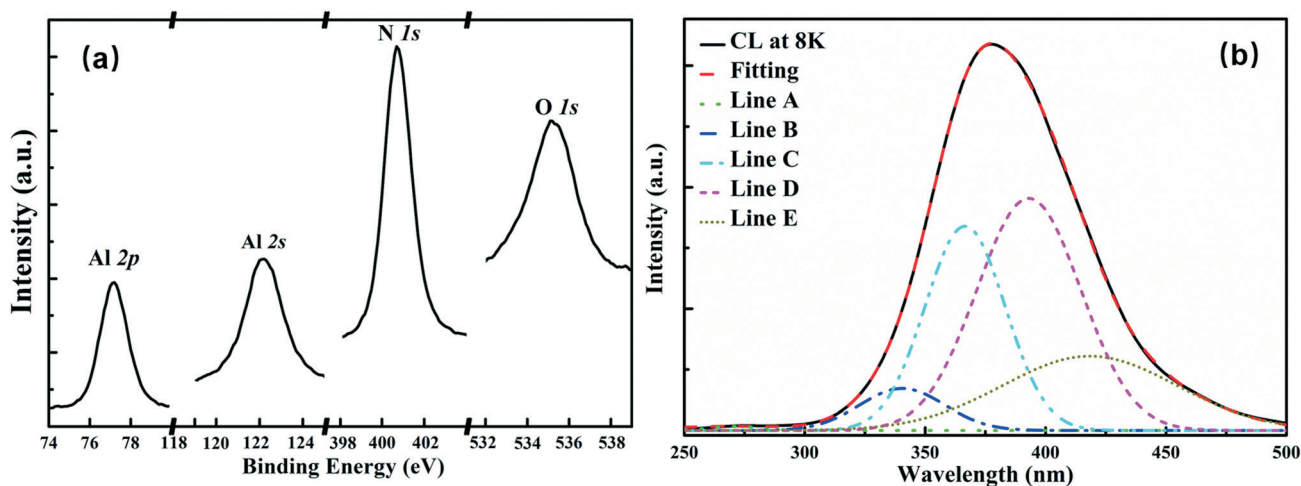 (a)
N 1s
O 1s
Al 2p
Al 2s
Intensity (a.u.)
74 76 78 118 120 122 124 398 400 402 532 534 536 538
Binding Energy (eV)
(b)
CL at 8K
Fitting
Line A
Line B
Line C
Line D
Line E
Intensity (a.u.)
250 300 350 400 450 500
Wavelength (nm)